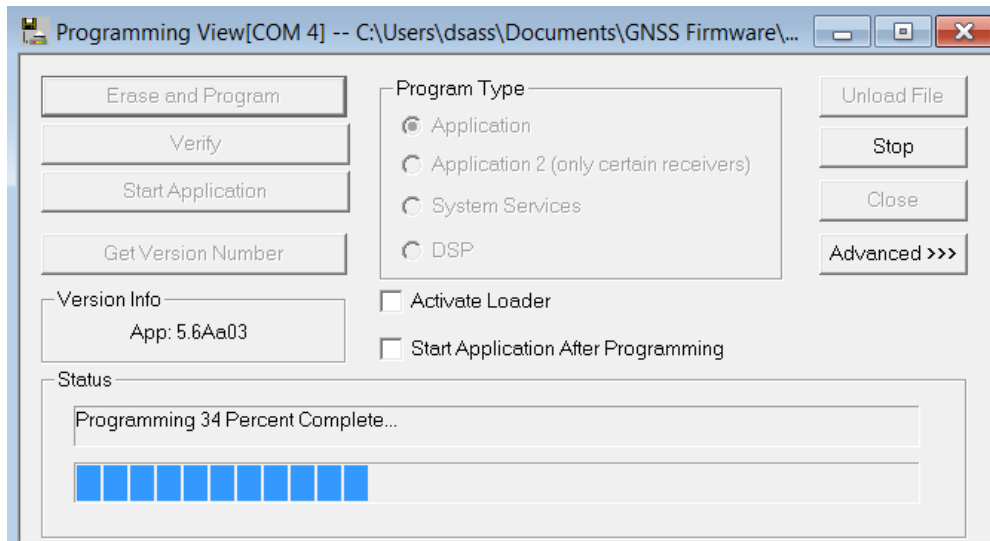 Programming View[COM 4] -- C:\Users\dsass\Documents\GNSS Firmware\...
Erase and Program
Verify
Start Application
Get Version Number
Version Info
App: 5.6Aa03
Program Type
Application
Application 2 (only certain receivers)
System Services
DSP
Activate Loader
Start Application After Programming
Unload File
Stop
Close
Advanced >>>
Status
Programming 34 Percent Complete...